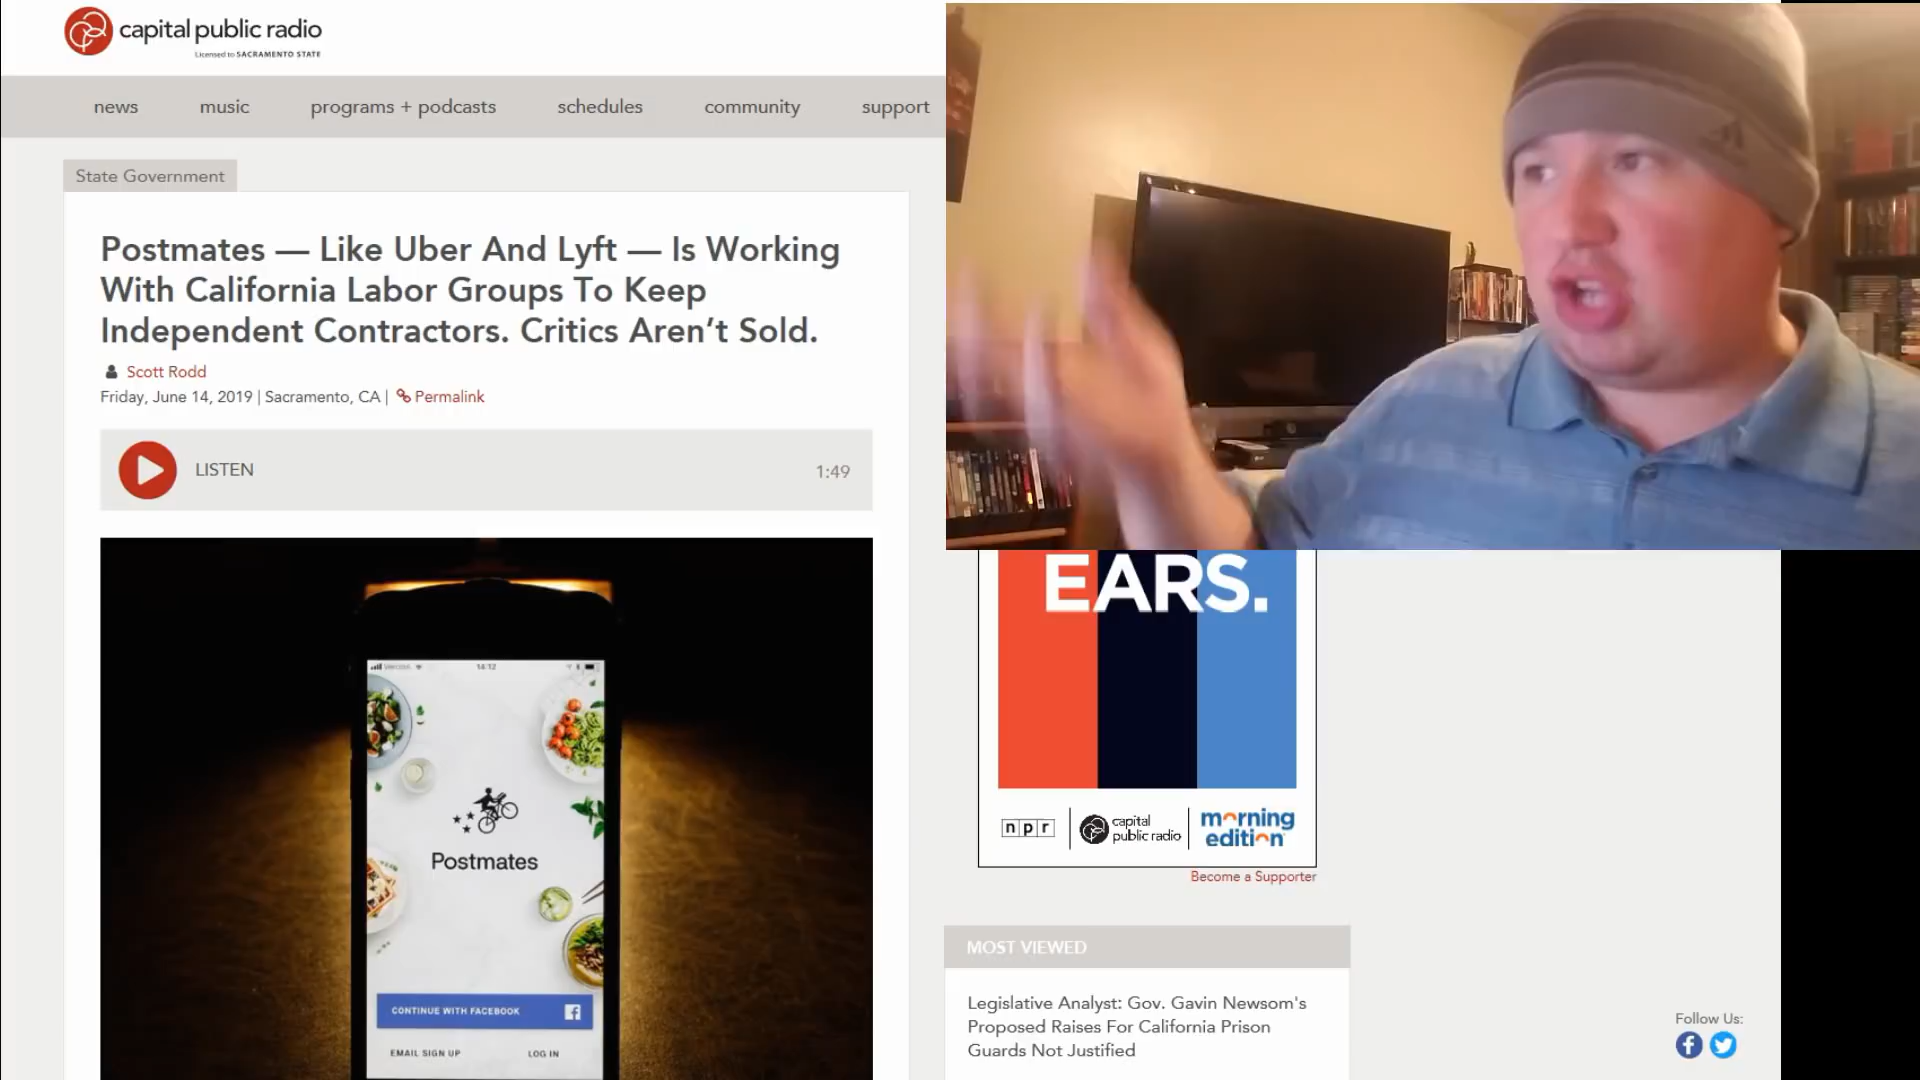 capital public radio
Licensed to SACRAMENTO STATE
news music programs + podcasts schedules community support
State Government
Postmates — Like Uber And Lyft — Is Working
With California Labor Groups To Keep
Independent Contractors. Critics Aren’t Sold.
Scott Rodd
Friday, June 14, 2019 | Sacramento, CA | Permalink
LISTEN 1:49
14:12
Postmates
CONTINUE WITH FACEBOOK
EMAIL SIGN UP LOG IN
EARS.
npr capital public radio morning edition
Become a Supporter
MOST VIEWED
Legislative Analyst: Gov. Gavin Newsom's
Proposed Raises For California Prison
Guards Not Justified
Follow Us: